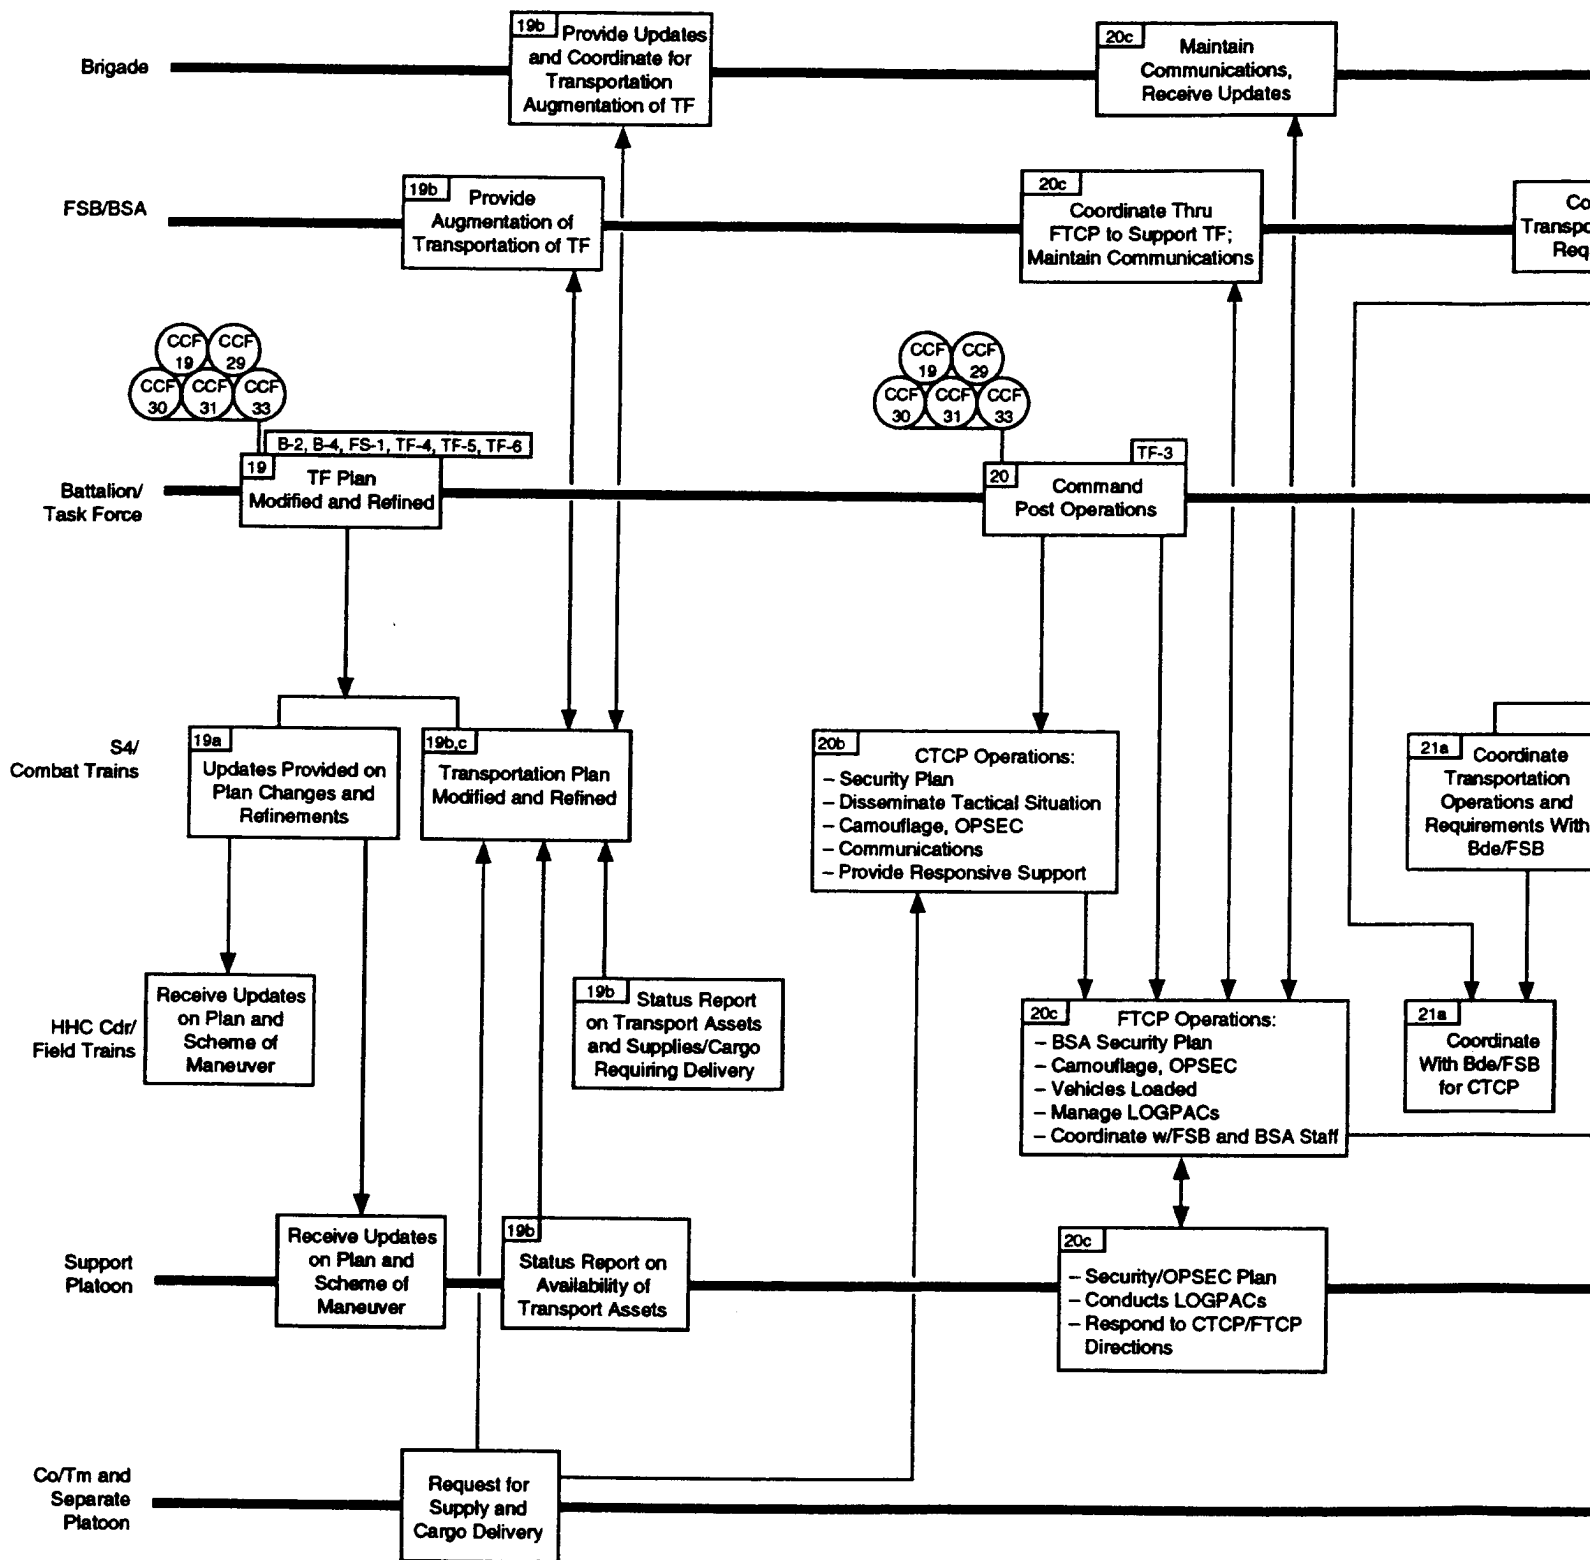 Brigade
19b
Provide Updates
and Coordinate for
Transportation
Augmentation of TF
20c
Maintain
Communications,
Receive Updates
FSB/BSA
19b
Provide
Augmentation of
Transportation of TF
20c
Coordinate Thru
FTCP to Support TF;
Maintain Communications
Co
Transpo
Req
CCF
19
CCF
29
CCF
30
CCF
31
CCF
33
B-2, B-4, FS-1, TF-4, TF-5, TF-6
CCF
19
CCF
29
CCF
30
CCF
31
CCF
33
TF-3
Battalion/
Task Force
19
TF Plan
Modified and Refined
20
Command
Post Operations
S4/
Combat Trains
19a
Updates Provided on
Plan Changes and
Refinements
19b,c
Transportation Plan
Modified and Refined
20b
CTCP Operations:
– Security Plan
– Disseminate Tactical Situation
– Camouflage, OPSEC
– Communications
– Provide Responsive Support
21a
Coordinate
Transportation
Operations and
Requirements With
Bde/FSB
HHC Cdr/
Field Trains
Receive Updates
on Plan and
Scheme of
Maneuver
19b
Status Report
on Transport Assets
and Supplies/Cargo
Requiring Delivery
20c
FTCP Operations:
– BSA Security Plan
– Camouflage, OPSEC
– Vehicles Loaded
– Manage LOGPACs
– Coordinate w/FSB and BSA Staff
21a
Coordinate
With Bde/FSB
for CTCP
Support
Platoon
Receive Updates
on Plan and
Scheme of
Maneuver
19b
Status Report on
Availability of
Transport Assets
20c
– Security/OPSEC Plan
– Conducts LOGPACs
– Respond to CTCP/FTCP
Directions
Co/Tm and
Separate
Platoon
Request for
Supply and
Cargo Delivery